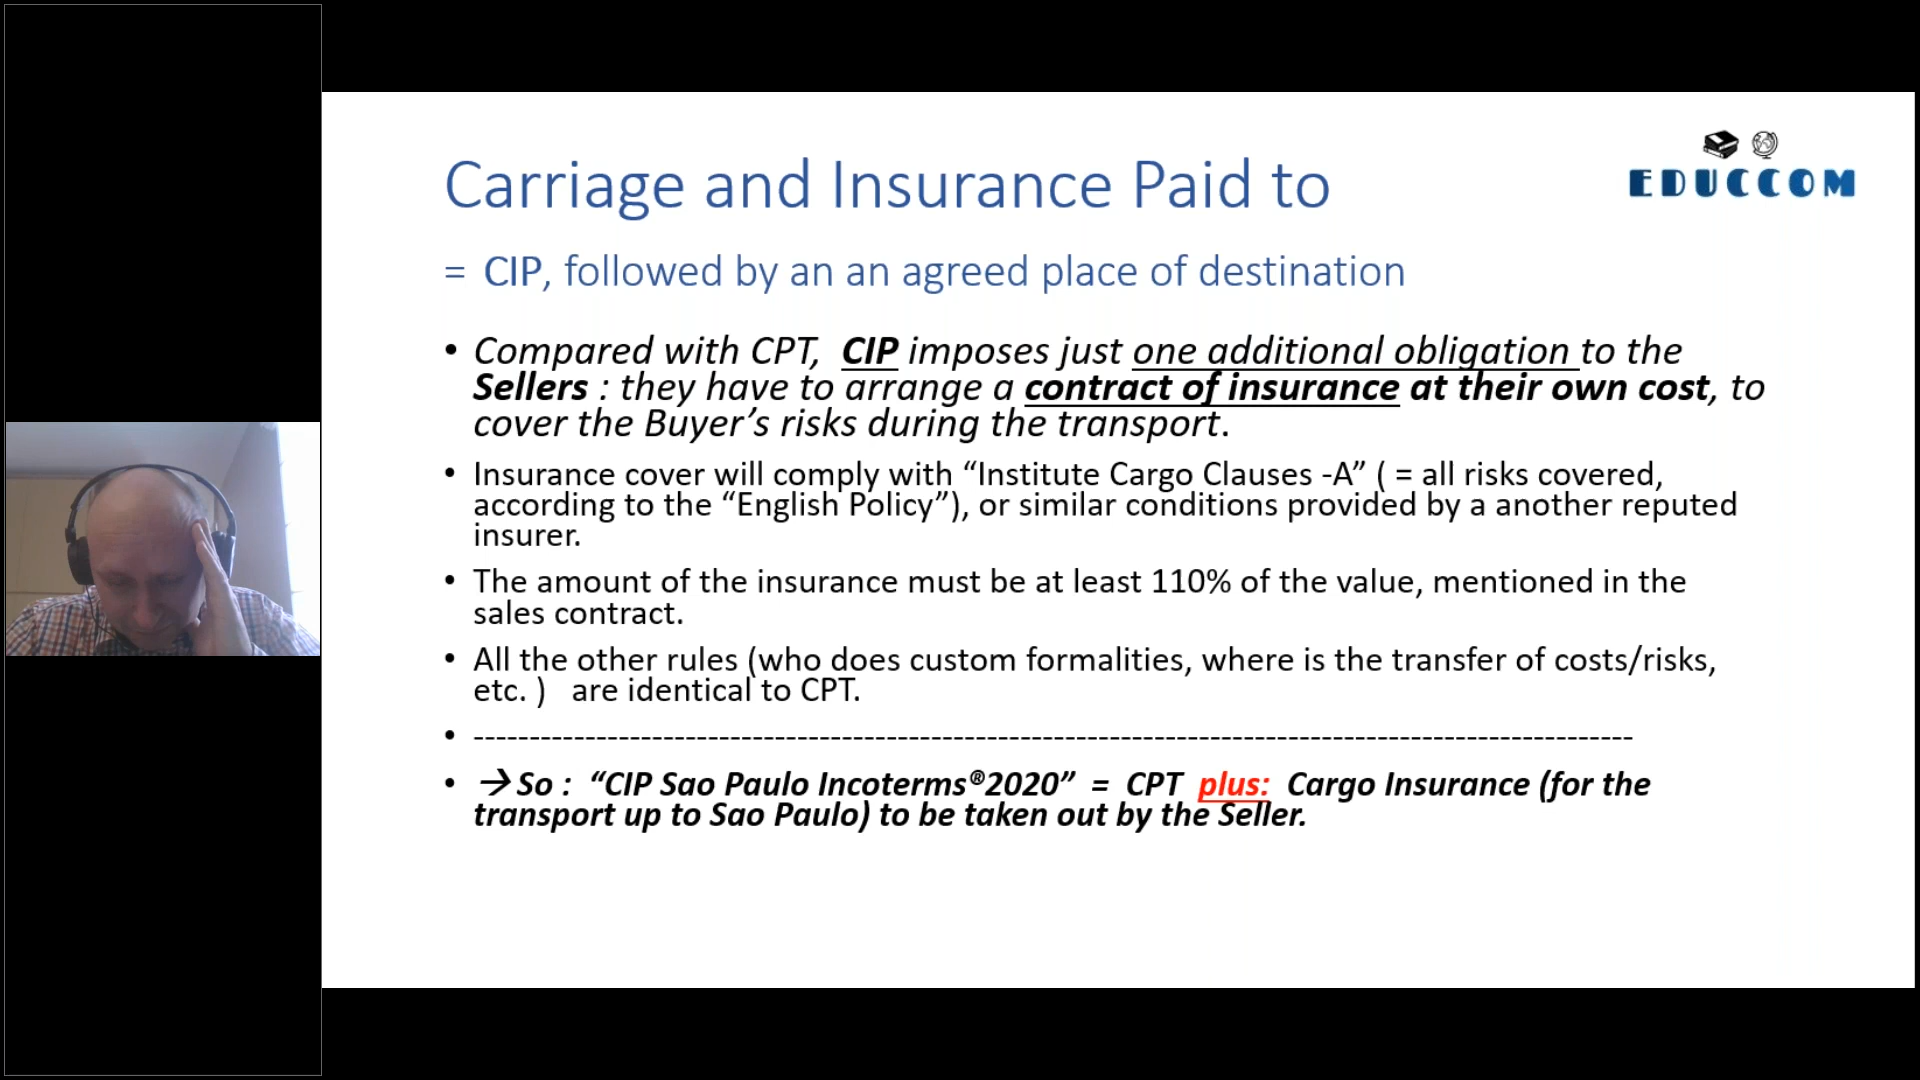 Carriage and Insurance Paid to
EDUCCOM
= CIP, followed by an an agreed place of destination
• Compared with CPT, CIP imposes just one additional obligation to the
Sellers : they have to arrange a contract of insurance at their own cost, to
cover the Buyer’s risks during the transport.
• Insurance cover will comply with “Institute Cargo Clauses -A” ( = all risks covered,
according to the “English Policy”), or similar conditions provided by a another reputed
insurer.
• The amount of the insurance must be at least 110% of the value, mentioned in the
sales contract.
• All the other rules (who does custom formalities, where is the transfer of costs/risks,
etc. ) are identical to CPT.
• --------------------------------------------------------------------------------------------------------
• → So : “CIP Sao Paulo Incoterms®2020” = CPT plus: Cargo Insurance (for the
transport up to Sao Paulo) to be taken out by the Seller.